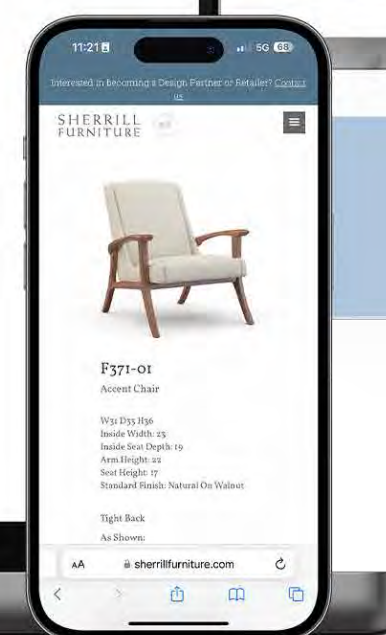 11:21
5G 68
Interested in becoming a Design Partner or Retailer? Contact
us
SHERRILL
FURNITURE
F371-01
Accent Chair
W31 D33 H36
Inside Width: 23
Inside Seat Depth: 19
Arm Height: 22
Seat Height: 17
Standard Finish: Natural On Walnut
Tight Back
As Shown:
AA sherrillfurniture.com